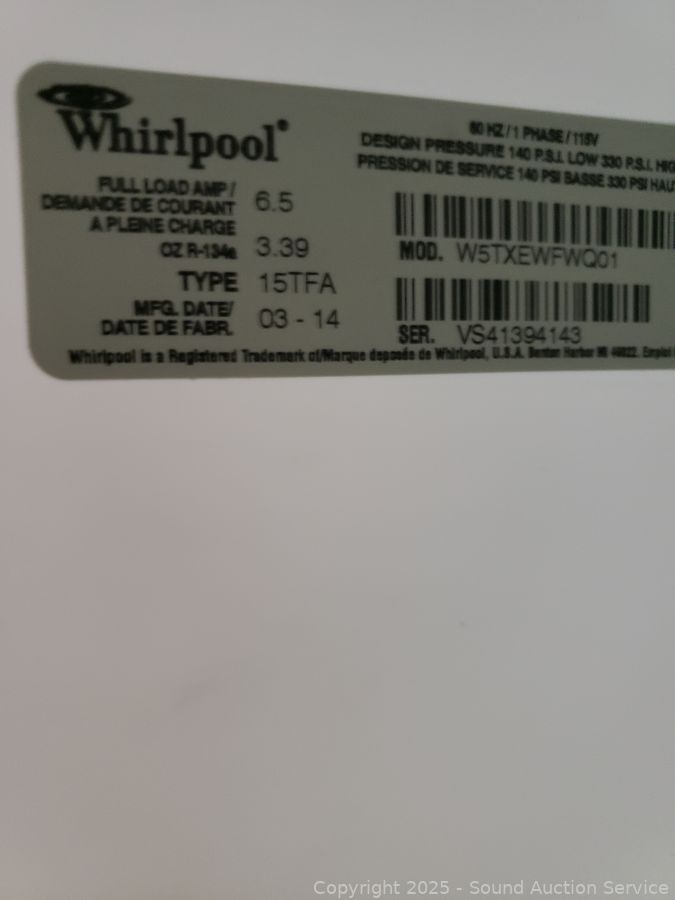 Whirlpool®
60 HZ / 1 PHASE / 115V
DESIGN PRESSURE 140 P.S.I. LOW 330 P.S.I.
PRESSION DE SERVICE 140 PSI BASSE 330 PSI
FULL LOAD AMP /
DEMANDE DE COURANT
A PLEINE CHARGE
6.5
OZ R-134a 3.39
TYPE 15TFA
MFG. DATE/
DATE DE FABR.
03 - 14
MOD. W5TXEWFWQ01
SER. VS41394143
Whirlpool is a Registered Trademark of/Marque deposée de Whirlpool, U.S.A. Benton Harbor MI 49022.
Copyright 2025 - Sound Auction Service